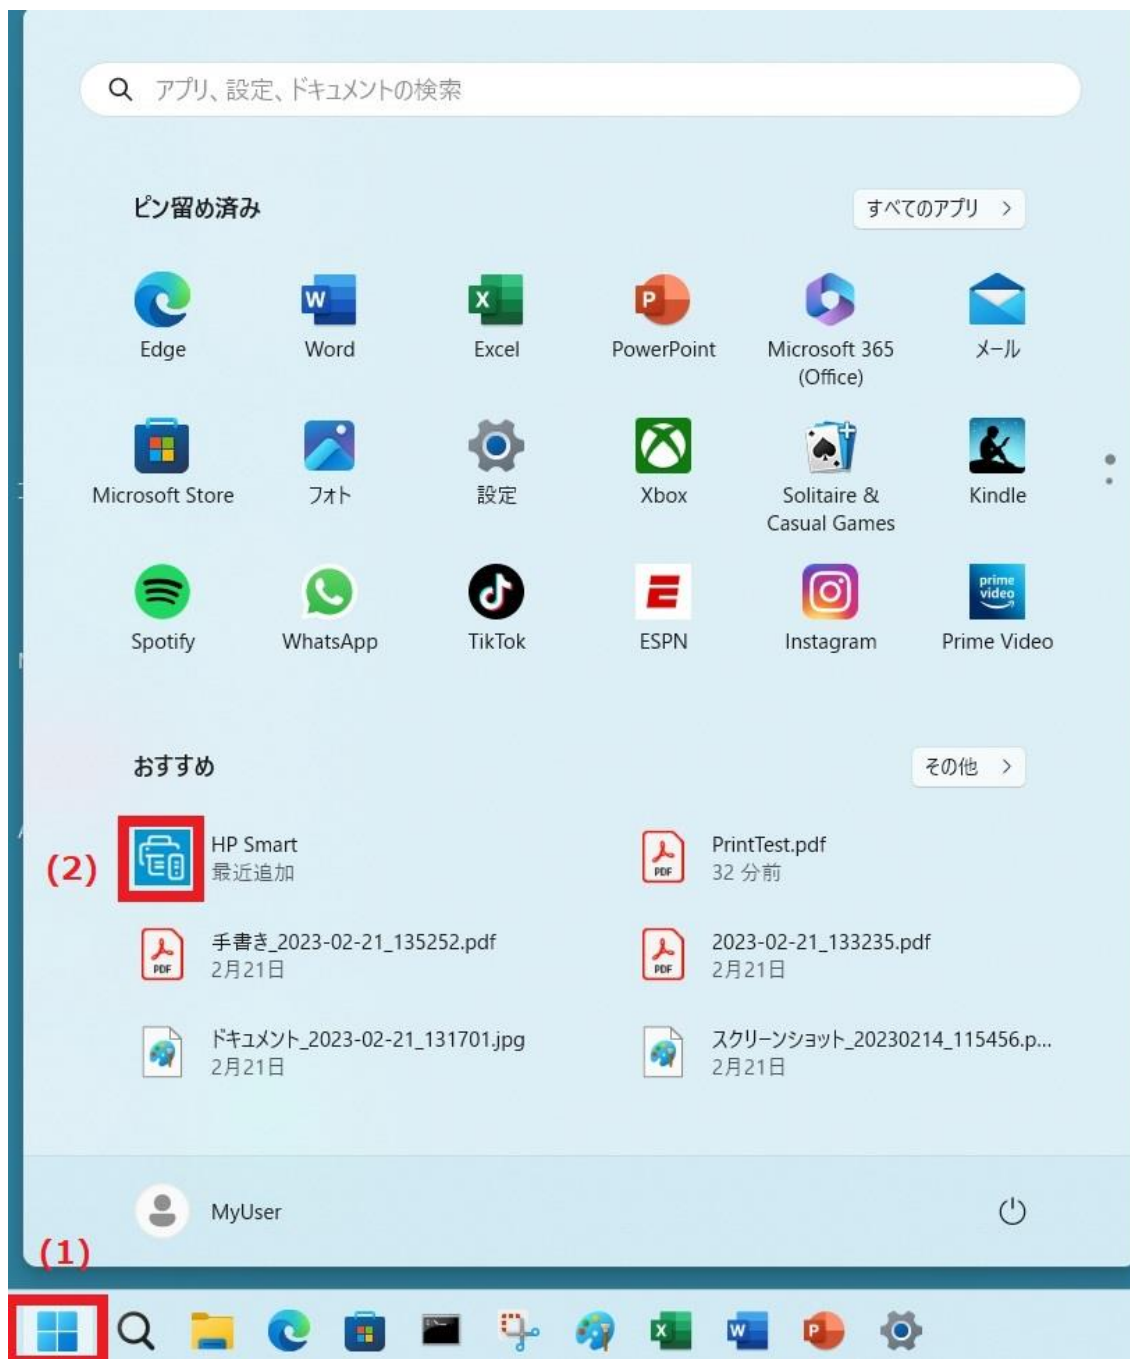 アプリ、設定、ドキュメントの検索
ピン留め済み
すべてのアプリ
Edge
Word
Excel
PowerPoint
Microsoft 365
(Office)
メール
Microsoft Store
フォト
設定
Xbox
Solitaire &
Casual Games
Kindle
prime
video
Spotify
WhatsApp
TikTok
ESPN
Instagram
Prime Video
おすすめ
その他
(2)
HP Smart
最近追加
PDF
PrintTest.pdf
32 分前
PDF
手書き_2023-02-21_135252.pdf
2月21日
PDF
2023-02-21_133235.pdf
2月21日
ドキュメント_2023-02-21_131701.jpg
2月21日
スクリーンショット_20230214_115456.p...
2月21日
MyUser
(1)